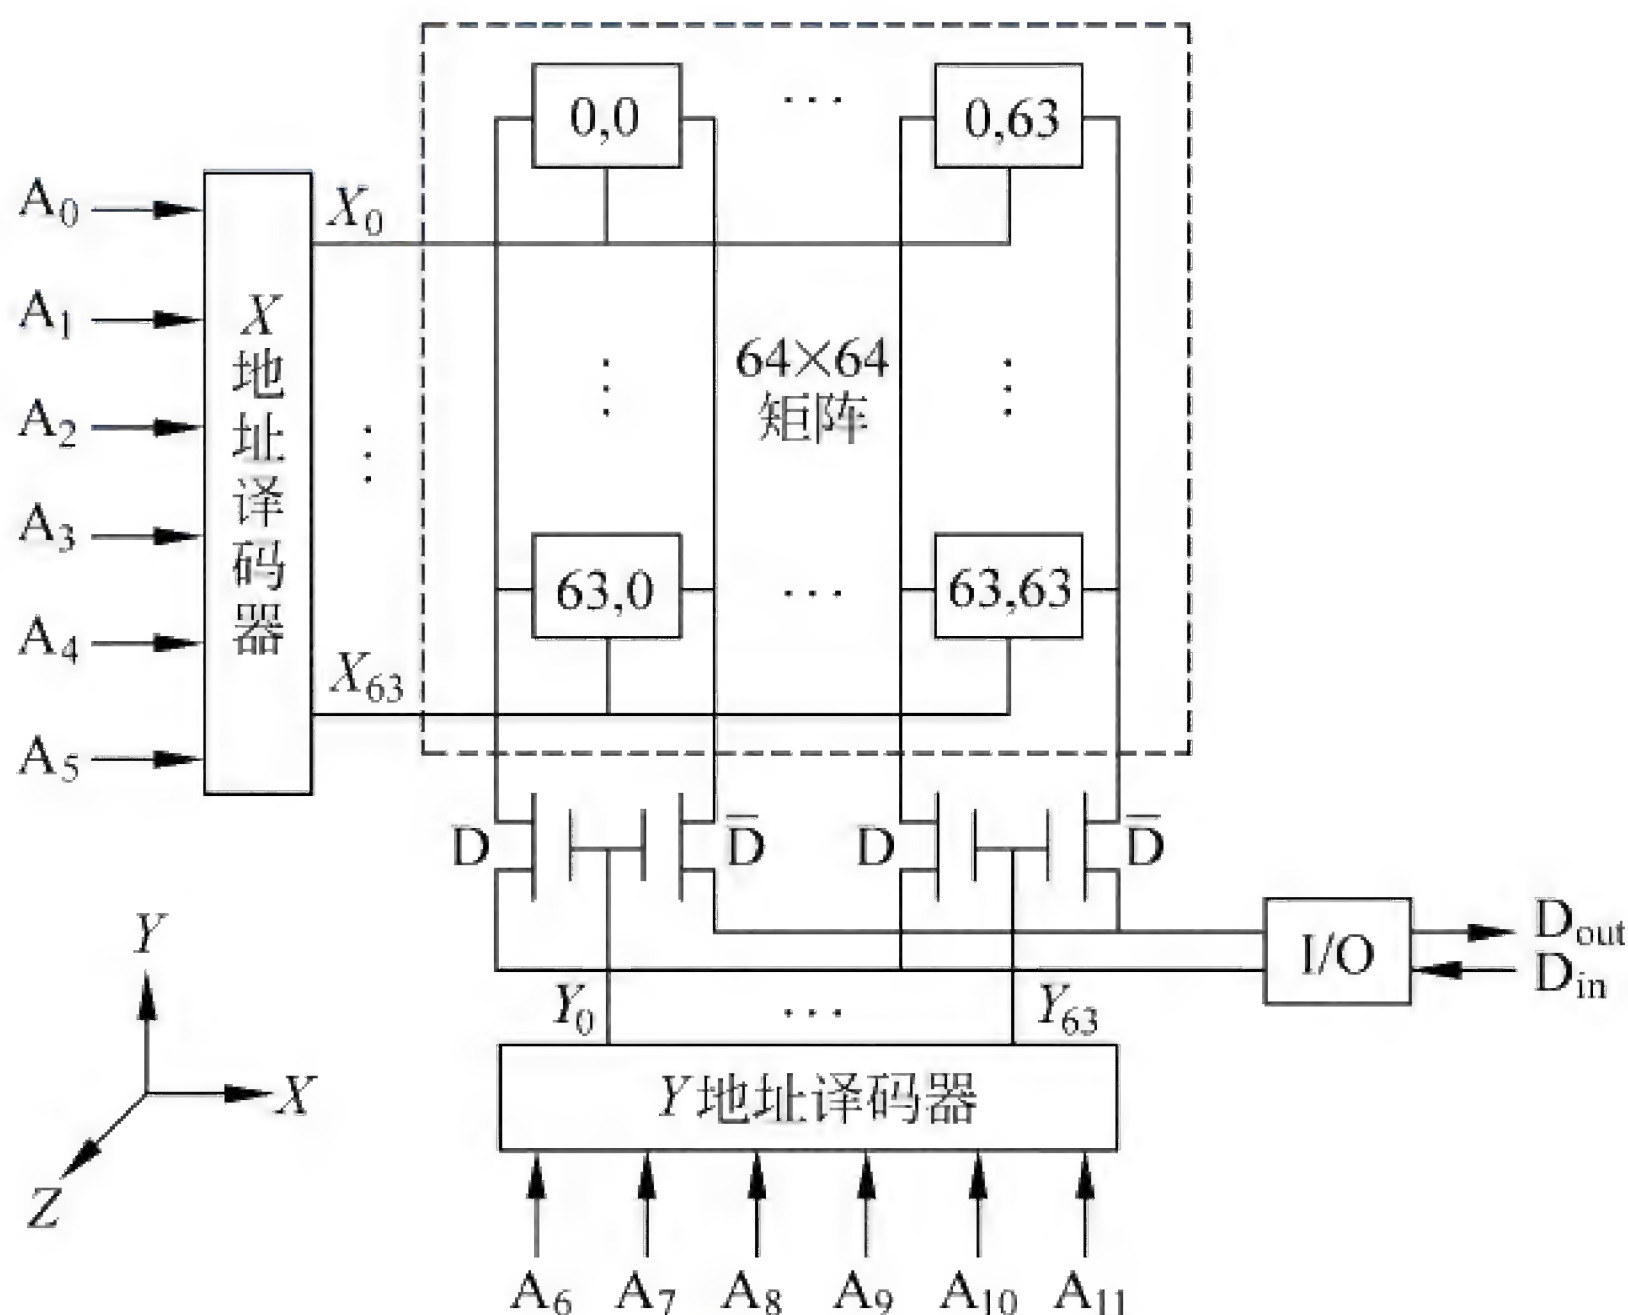 0,0
…
0,63
A₀
X₀
A₁
X
地
址
译
码
器
64×64
矩阵
A₂
A₃
63,0
…
63,63
A₄
X₆₃
A₅
D
D̅
D
D̅
Y
X
Z
I/O
Dout
Din
Y₀
…
Y₆₃
Y地址译码器
A₆ A₇ A₈ A₉ A₁₀ A₁₁